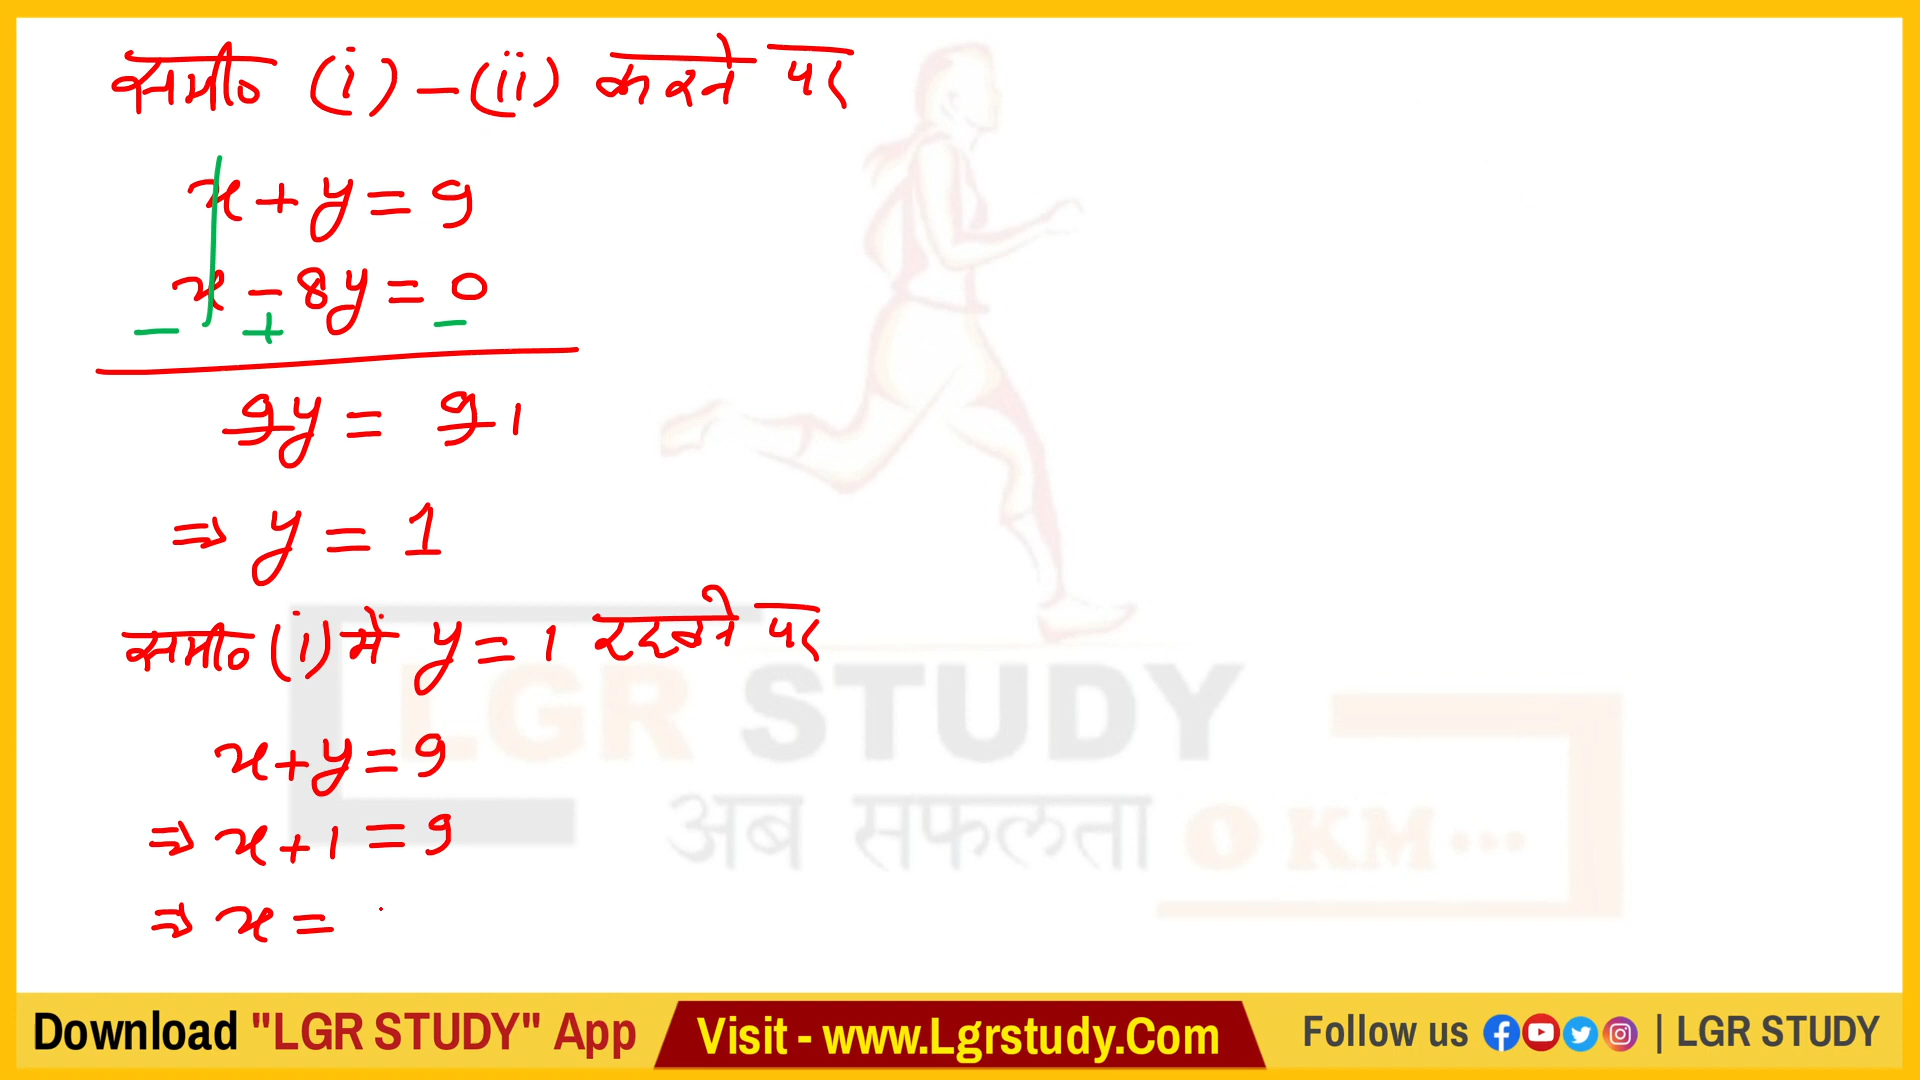 समी० (i) - (ii) करने पर
x + y = 9
x - 8y = 0
- + -
9y = 9 1
⇒ y = 1
समी० (i) में y = 1 रखने पर
x + y = 9
⇒ x + 1 = 9
⇒ x =
LGR STUDY
अब सफलता 0 KM...
Download "LGR STUDY" App Visit - www.Lgrstudy.Com Follow us | LGR STUDY